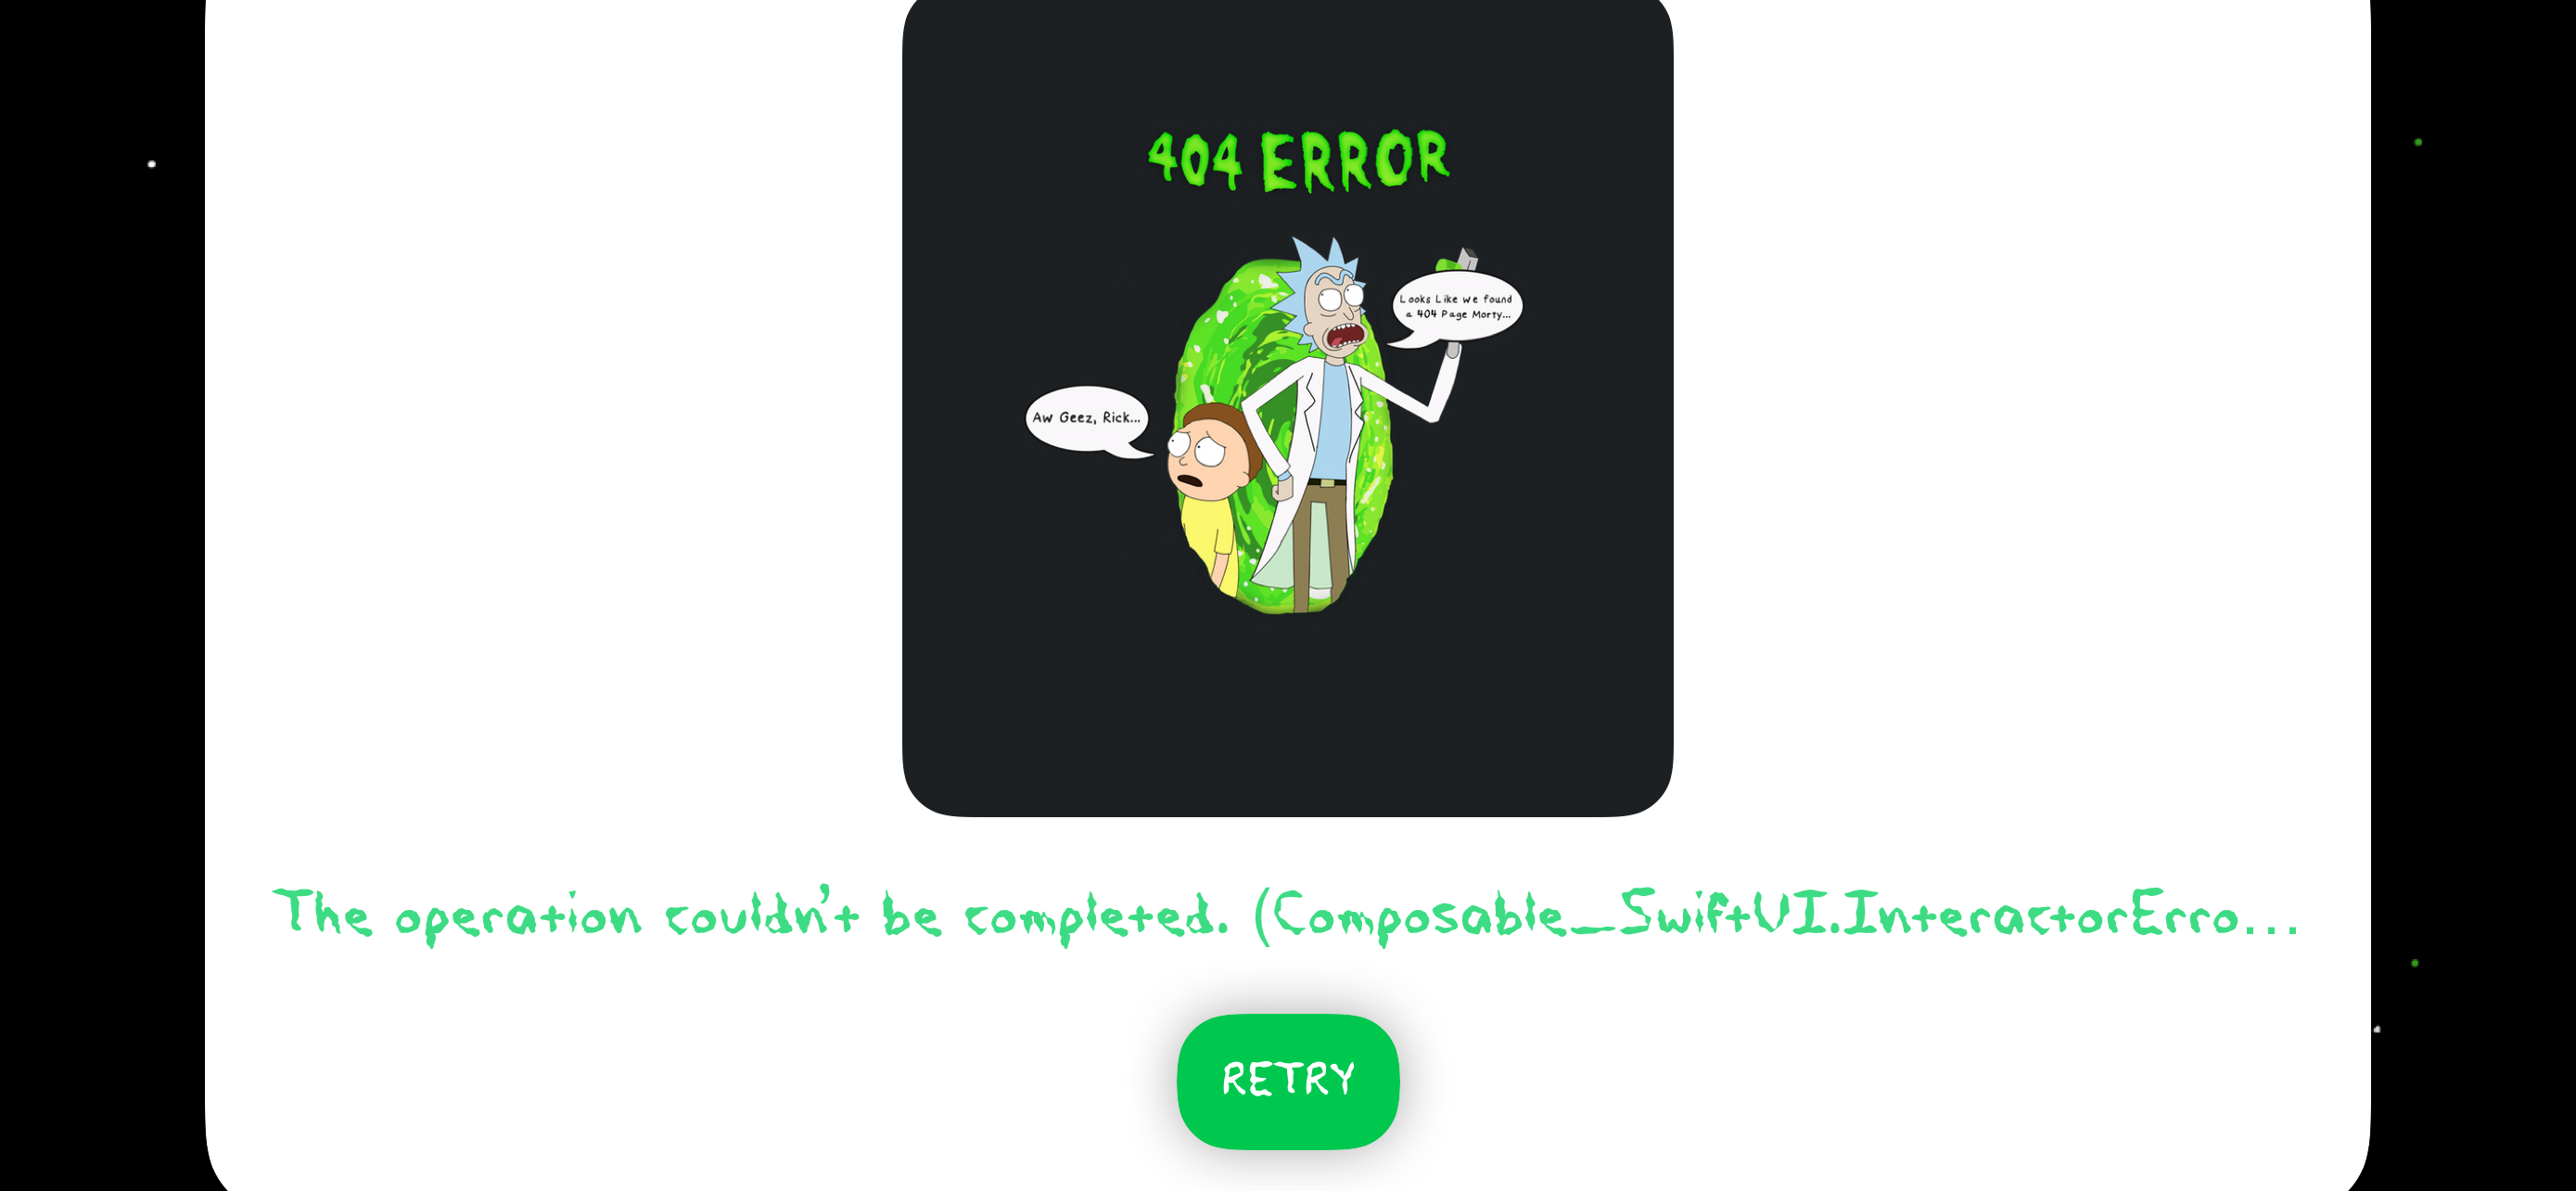 404 ERROR
Looks Like we found
a 404 Page Morty...
Aw Geez, Rick...
The operation couldn't be completed. (Composable_SwiftUI.InteractorErro...
RETRY